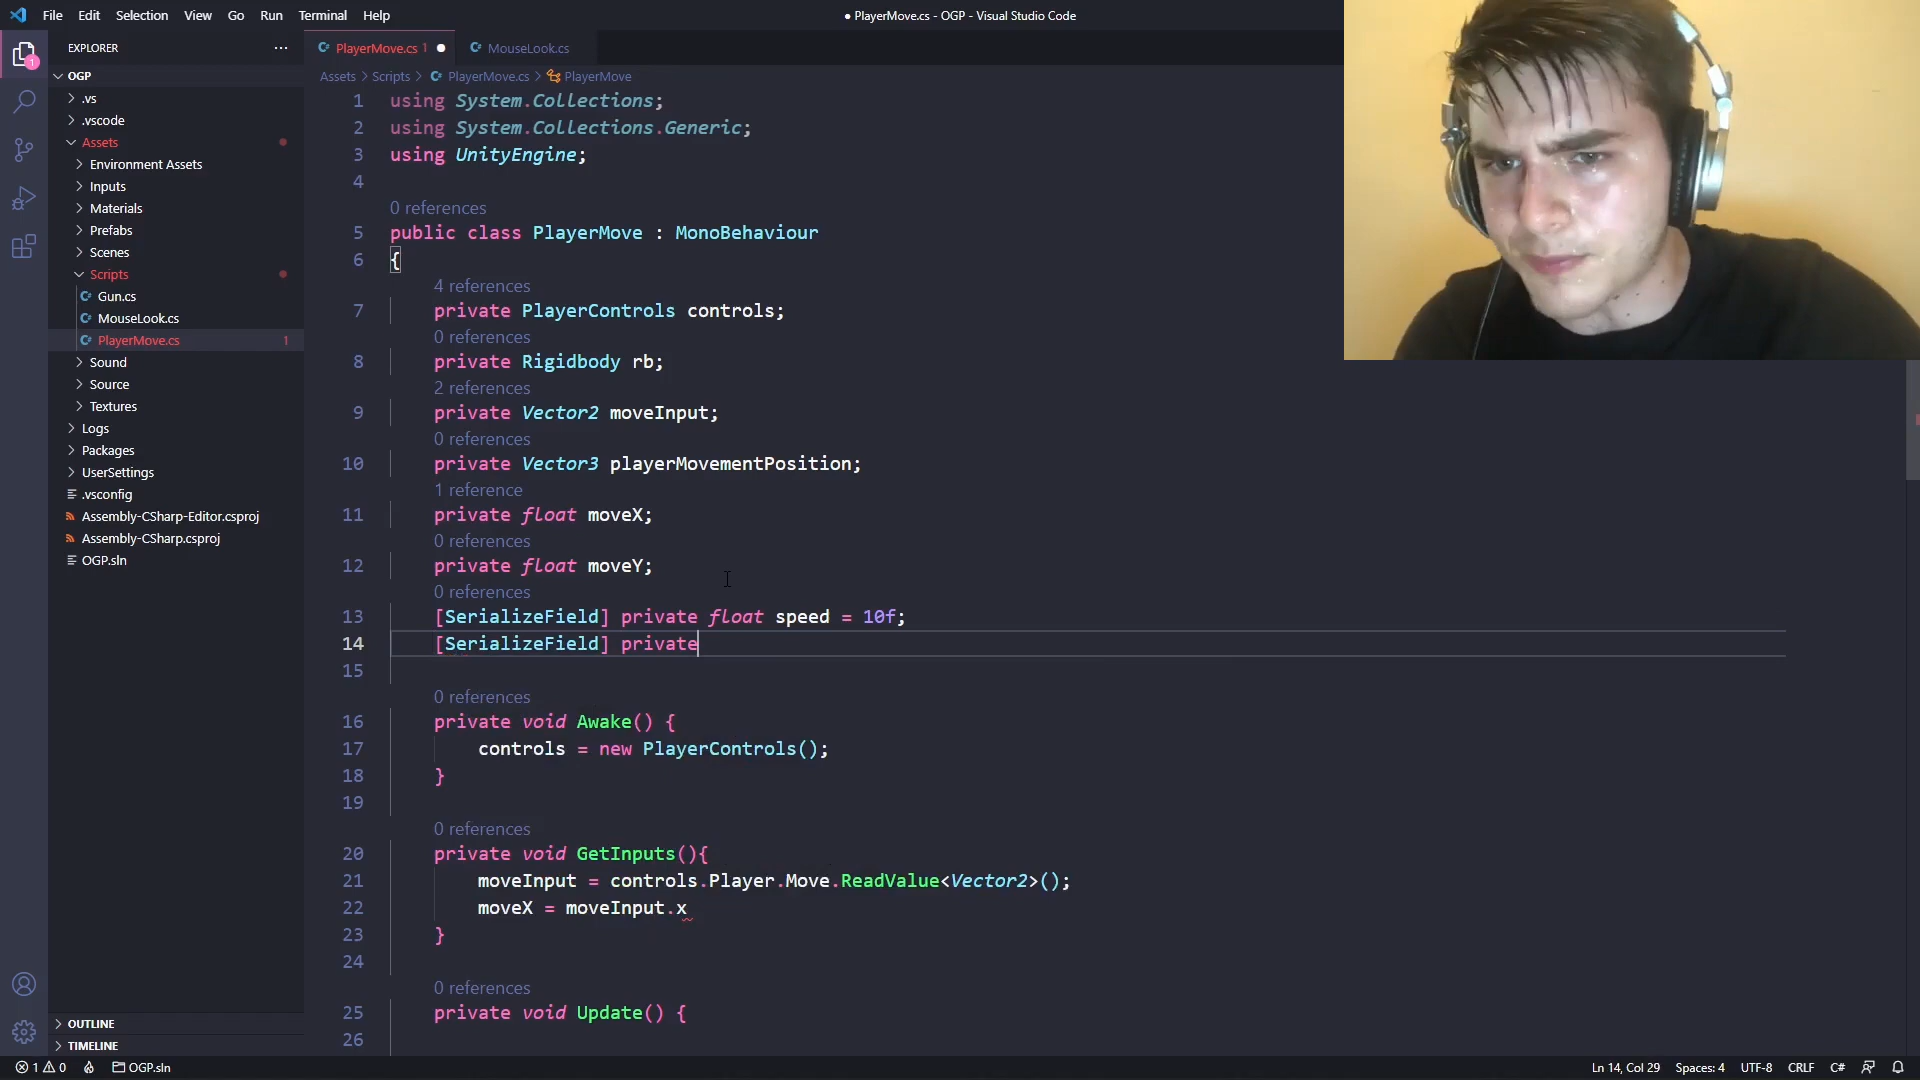 File Edit Selection View Go Run Terminal Help
● PlayerMove.cs - OGP - Visual Studio Code
EXPLORER ···
PlayerMove.cs 1 ●
MouseLook.cs
OGP
Assets > Scripts > PlayerMove.cs > PlayerMove
.vs
.vscode
Assets
Environment Assets
Inputs
Materials
Prefabs
Scenes
Scripts
Gun.cs
MouseLook.cs
PlayerMove.cs 1
Sound
Source
Textures
Logs
Packages
UserSettings
.vsconfig
Assembly-CSharp-Editor.csproj
Assembly-CSharp.csproj
OGP.sln
OUTLINE
TIMELINE
1
1 using System.Collections;
2 using System.Collections.Generic;
3 using UnityEngine;
4
0 references
5 public class PlayerMove : MonoBehaviour
6 {
4 references
7 private PlayerControls controls;
0 references
8 private Rigidbody rb;
2 references
9 private Vector2 moveInput;
0 references
10 private Vector3 playerMovementPosition;
1 reference
11 private float moveX;
0 references
12 private float moveY;
0 references
13 [SerializeField] private float speed = 10f;
14 [SerializeField] private
15
0 references
16 private void Awake() {
17 controls = new PlayerControls();
18 }
19
0 references
20 private void GetInputs(){
21 moveInput = controls.Player.Move.ReadValue<Vector2>();
22 moveX = moveInput.x
23 }
24
0 references
25 private void Update() {
26
1 0 OGP.sln
Ln 14, Col 29 Spaces: 4 UTF-8 CRLF C#